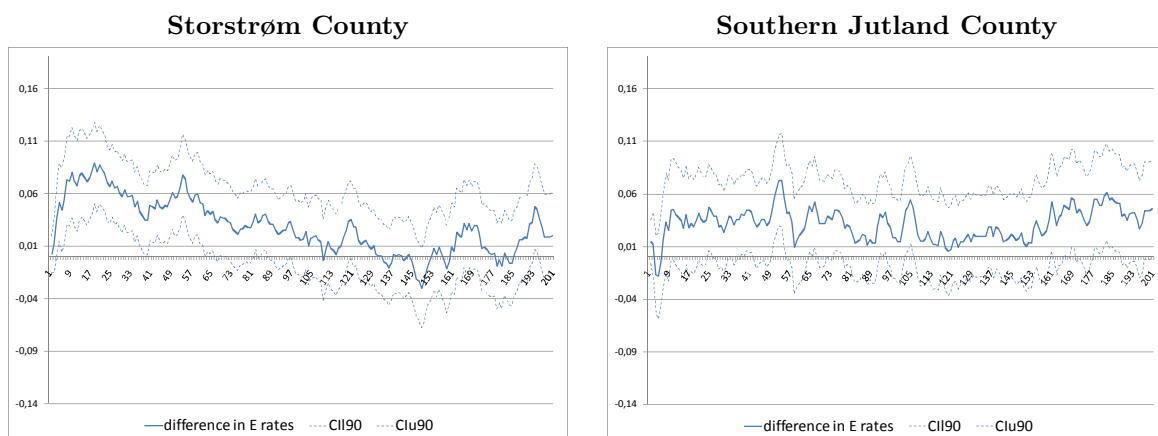 Storstrøm County
0,16
0,11
0,06
0,01
-0,04
-0,09
-0,14
1 9 17 25 33 41 49 57 65 73 81 89 97 105 113 121 129 137 145 153 161 169 177 185 193 201
difference in E rates CIl90 CIu90
Southern Jutland County
0,16
0,11
0,06
0,01
-0,04
-0,09
-0,14
1 9 17 25 33 41 49 57 65 73 81 89 97 105 113 121 129 137 145 153 161 169 177 185 193 201
difference in E rates CIl90 CIu90